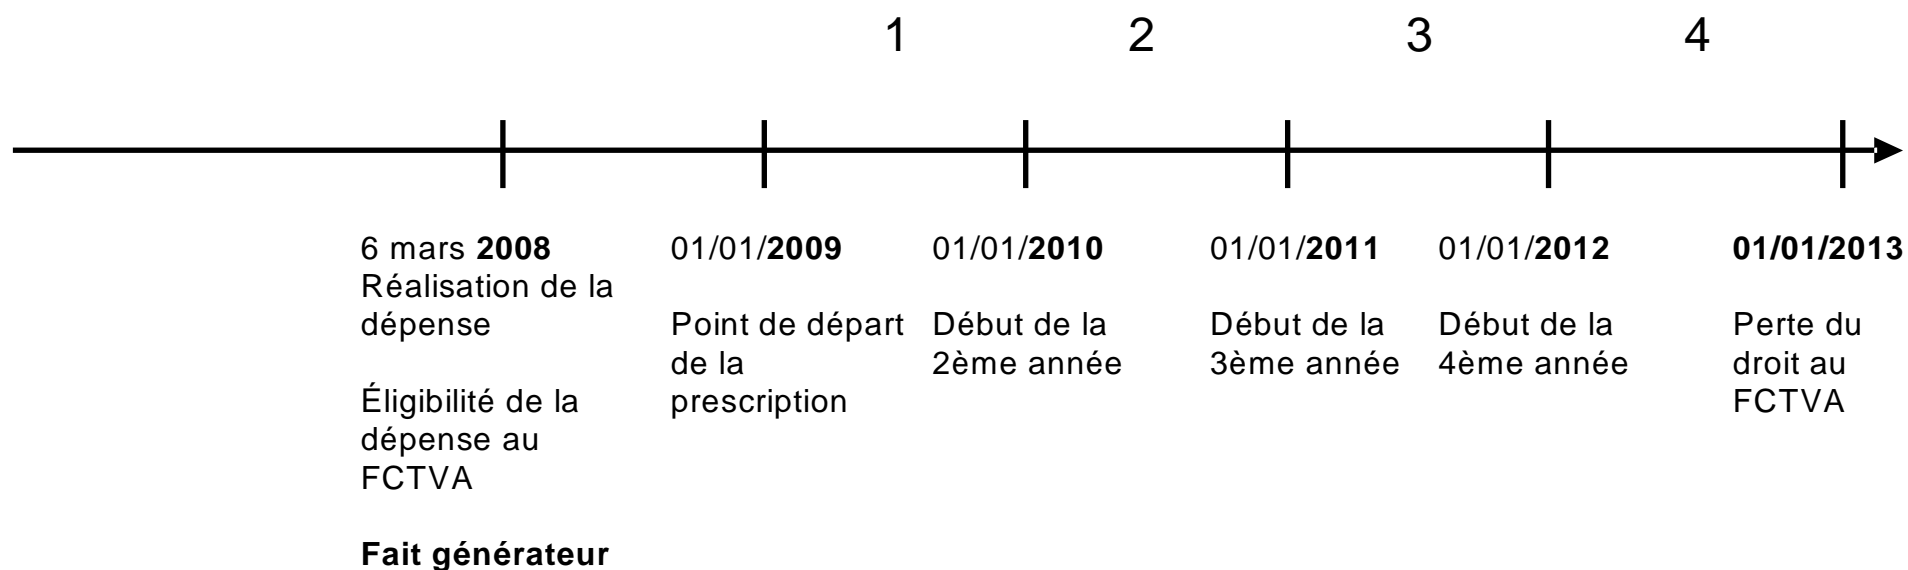 1 2 3 4
6 mars 2008
Réalisation de la
dépense
Éligibilité de la
dépense au
FCTVA
Fait générateur
01/01/2009
Point de départ
de la
prescription
01/01/2010
Début de la
2ème année
01/01/2011
Début de la
3ème année
01/01/2012
Début de la
4ème année
01/01/2013
Perte du
droit au
FCTVA